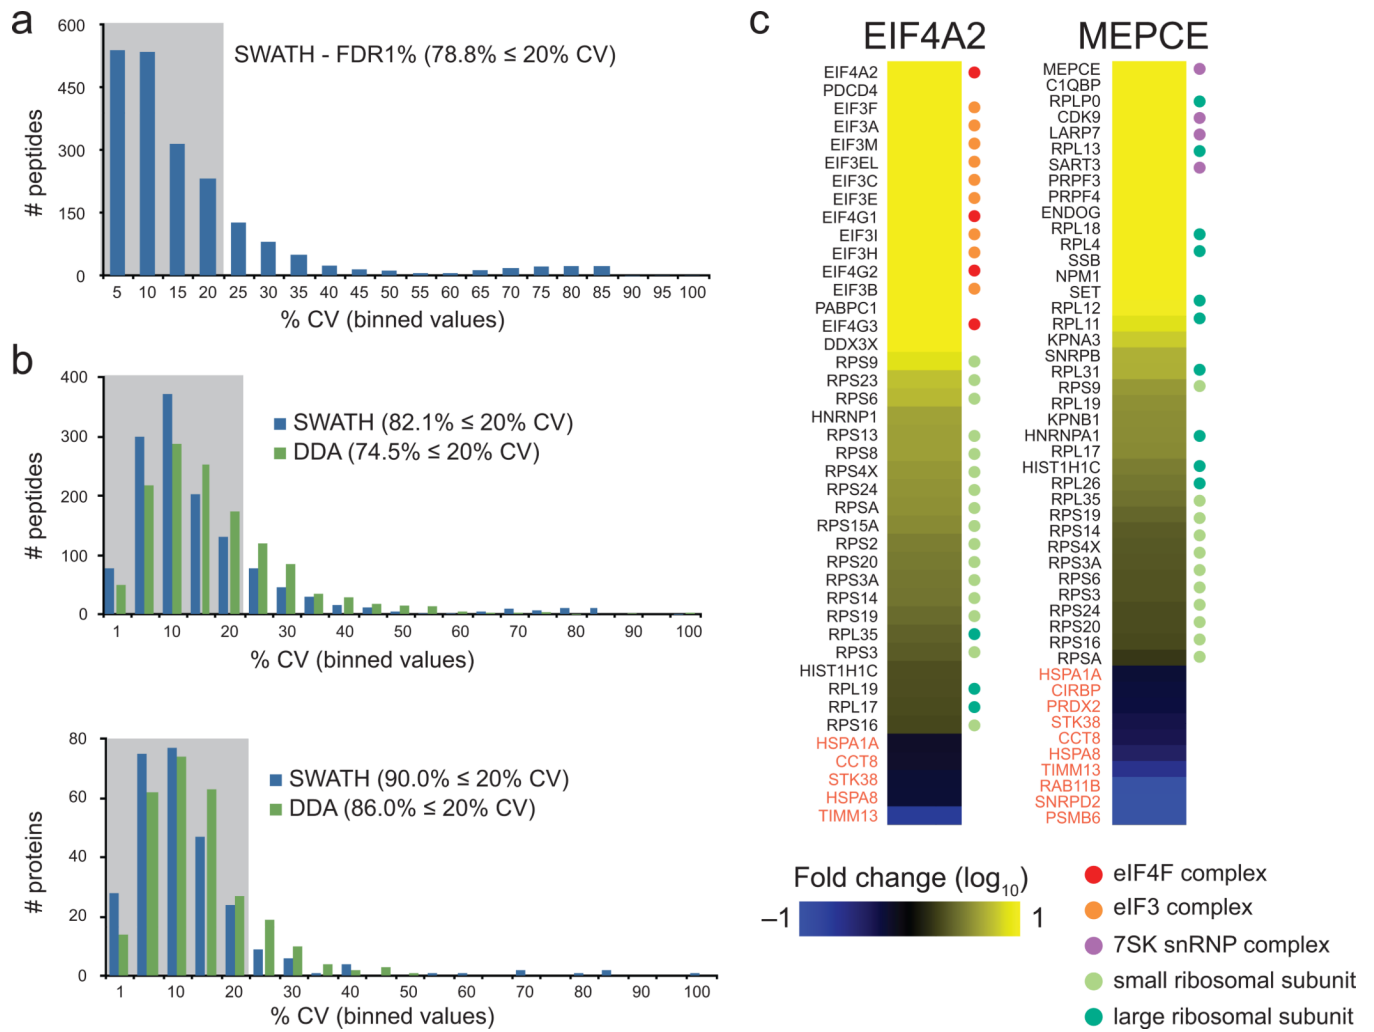 a
600
450
300
150
0
# peptides
SWATH - FDR1% (78.8% ≤ 20% CV)
5 10 15 20 25 30 35 40 45 50 55 60 65 70 75 80 85 90 95 100
% CV (binned values)
b
400
300
200
100
0
# peptides
SWATH (82.1% ≤ 20% CV)
DDA (74.5% ≤ 20% CV)
1 10 20 30 40 50 60 70 80 90 100
% CV (binned values)
80
60
40
20
0
# proteins
SWATH (90.0% ≤ 20% CV)
DDA (86.0% ≤ 20% CV)
1 10 20 30 40 50 60 70 80 90 100
% CV (binned values)
c
EIF4A2
EIF4A2
PDCD4
EIF3F
EIF3A
EIF3M
EIF3EL
EIF3C
EIF3E
EIF4G1
EIF3I
EIF3H
EIF4G2
EIF3B
PABPC1
EIF4G3
DDX3X
RPS9
RPS23
RPS6
HNRNP1
RPS13
RPS8
RPS4X
RPS24
RPSA
RPS15A
RPS2
RPS20
RPS3A
RPS14
RPS19
RPL35
RPS3
HIST1H1C
RPL19
RPL17
RPS16
HSPA1A
CCT8
STK38
HSPA8
TIMM13
MEPCE
MEPCE
C1QBP
RPLP0
CDK9
LARP7
RPL13
SART3
PRPF3
PRPF4
ENDOG
RPL18
RPL4
SSB
NPM1
SET
RPL12
RPL11
KPNA3
SNRPB
RPL31
RPS9
RPL19
KPNB1
HNRNPA1
RPL17
HIST1H1C
RPL26
RPL35
RPS19
RPS14
RPS4X
RPS3A
RPS6
RPS3
RPS24
RPS20
RPS16
RPSA
HSPA1A
CIRBP
PRDX2
STK38
CCT8
HSPA8
TIMM13
RAB11B
SNRPD2
PSMB6
Fold change (log10)
–1 1
eIF4F complex
eIF3 complex
7SK snRNP complex
small ribosomal subunit
large ribosomal subunit